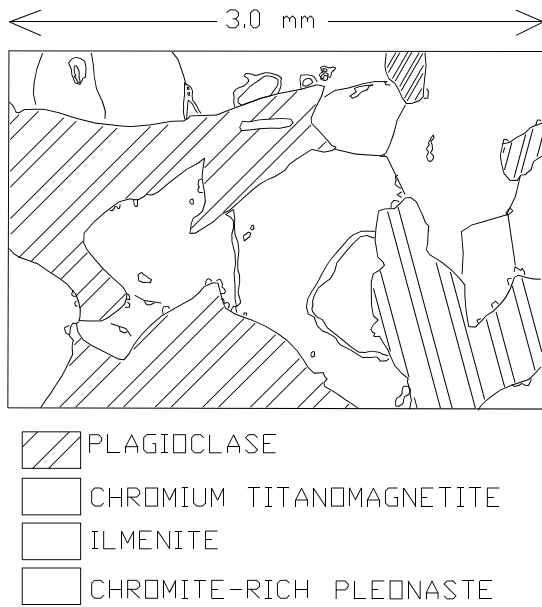 3.0 mm
PLAGIOCLASE
CHROMIUM TITANOMAGNETITE
ILMENITE
CHROMITE-RICH PLEONASTE